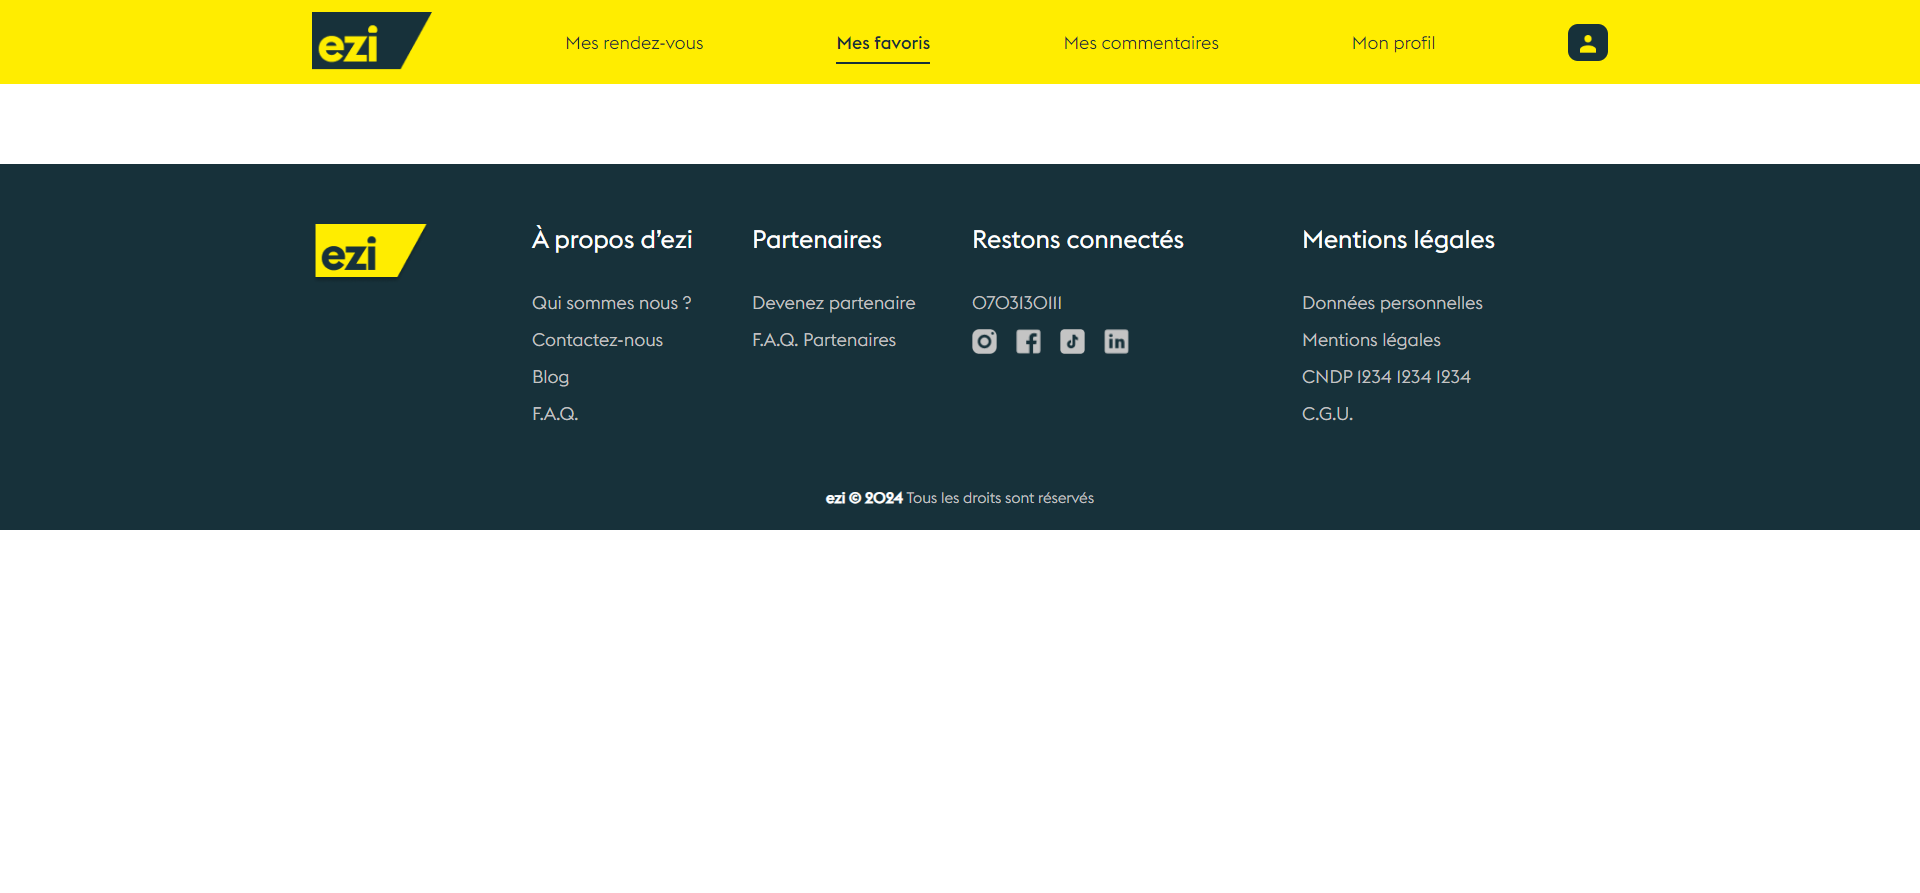 ezi
Mes rendez-vous
Mes favoris
Mes commentaires
Mon profil
ezi
À propos d’ezi
Qui sommes nous ?
Contactez-nous
Blog
F.A.Q.
Partenaires
Devenez partenaire
F.A.Q. Partenaires
Restons connectés
0703130111
in
Mentions légales
Données personnelles
Mentions légales
CNDP 1234 1234 1234
C.G.U.
ezi © 2024 Tous les droits sont réservés